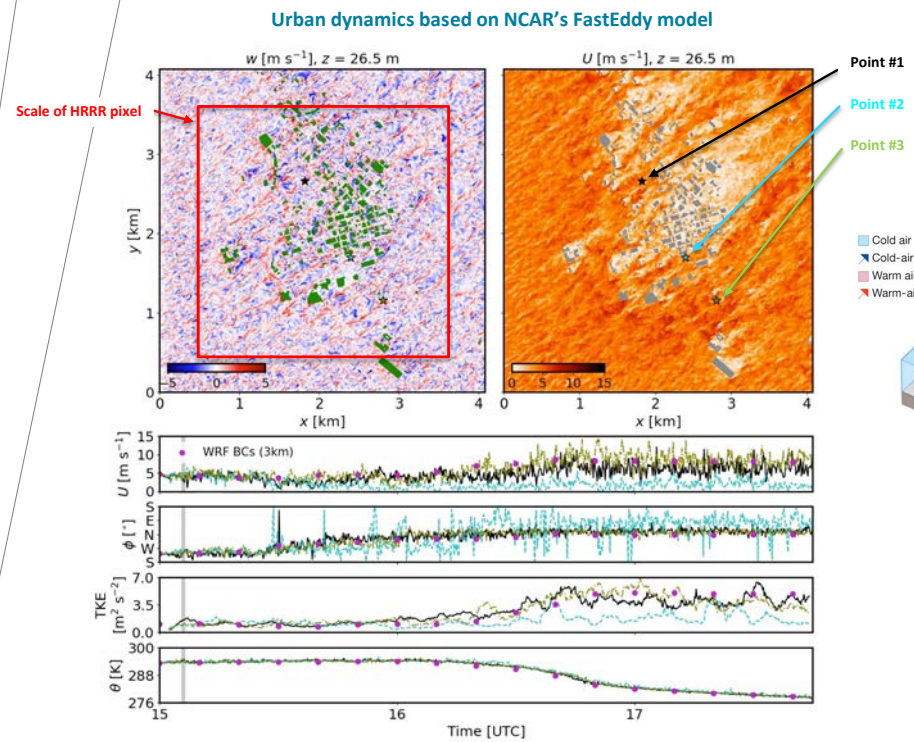 Urban dynamics based on NCAR's FastEddy model
w [m s⁻¹], z = 26.5 m
U [m s⁻¹], z = 26.5 m
Point #1
Point #2
Point #3
Scale of HRRR pixel
4
3
2
1
0
y [km]
−5 0 5
0 5 10 15
0 1 2 3 4
0 1 2 3 4
x [km]
x [km]
Cold air
Cold-air
Warm air
Warm-ai
15
10
5
0
U [m s⁻¹]
WRF BCs (3km)
S
E
N
W
S
ϕ [°]
7.0
3.5
0.0
TKE
[m² s⁻²]
300
288
276
θ [K]
15 16 17
Time [UTC]